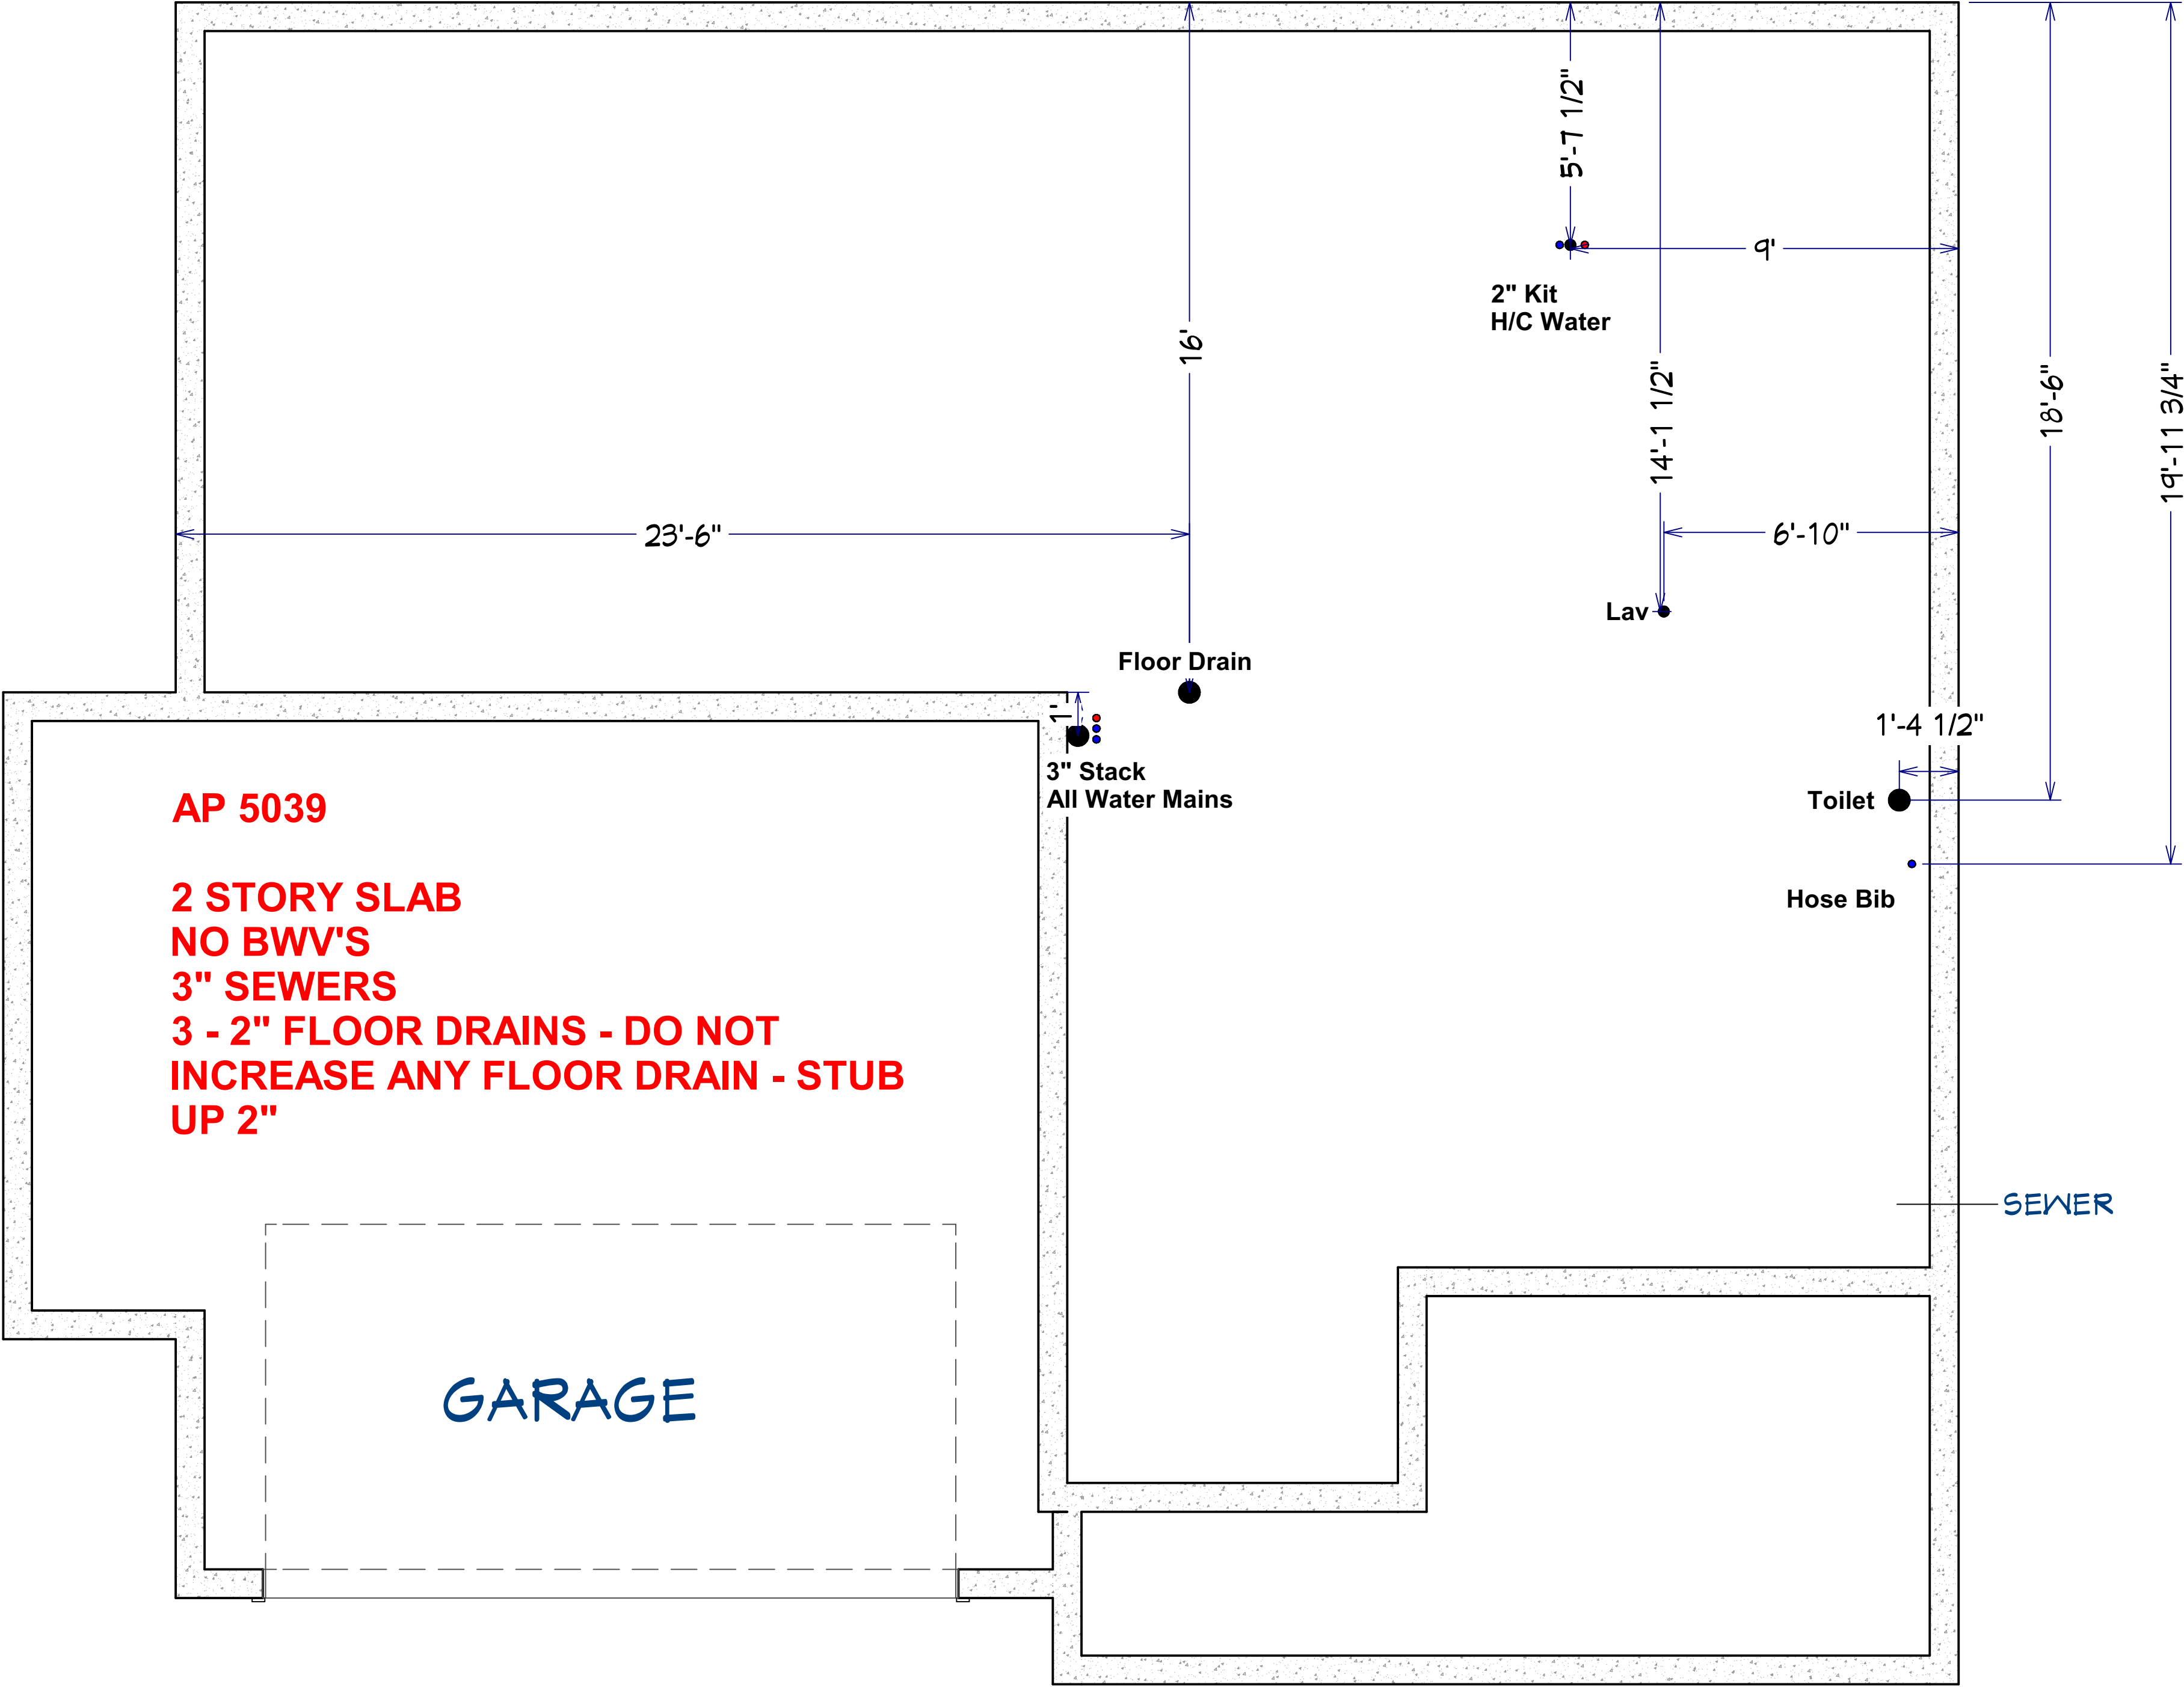 5'-7 1/2"
9'
2" Kit
H/C Water
16'
14'-1 1/2"
18'-6"
19'-11 3/4"
23'-6"
6'-10"
Lav
Floor Drain
1'
1'-4 1/2"
3" Stack
All Water Mains
Toilet
Hose Bib
AP 5039
2 STORY SLAB
NO BWV'S
3" SEWERS
3 - 2" FLOOR DRAINS - DO NOT
INCREASE ANY FLOOR DRAIN - STUB
UP 2"
SEWER
GARAGE